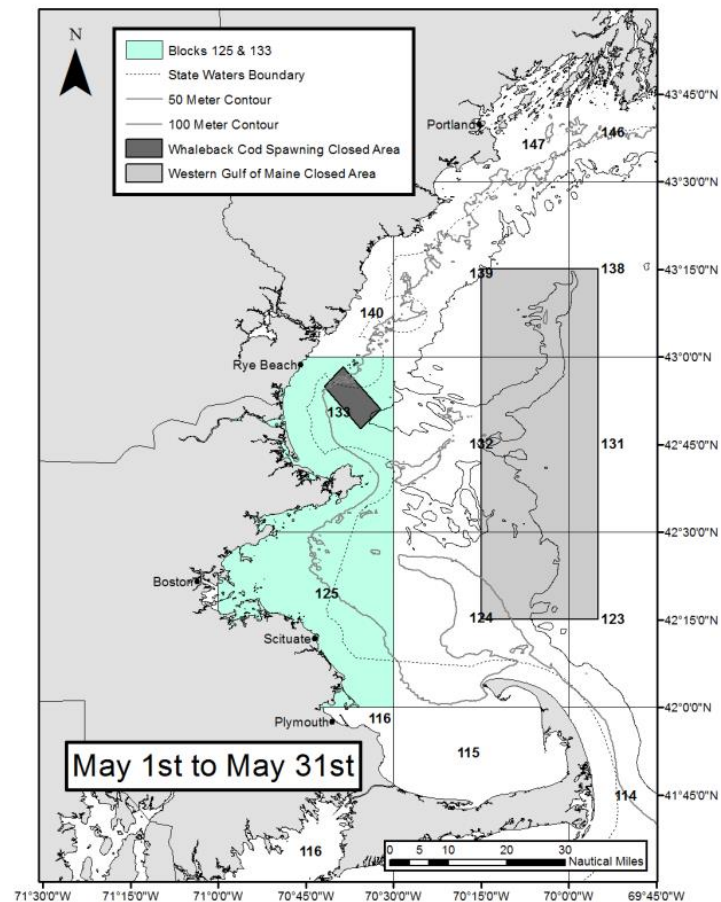 N
Blocks 125 & 133
State Waters Boundary
50 Meter Contour
100 Meter Contour
Whaleback Cod Spawning Closed Area
Western Gulf of Maine Closed Area
43°45'0"N
Portland
146
147
43°30'0"N
139
138
43°15'0"N
140
Rye Beach
43°0'0"N
133
132
131
42°45'0"N
42°30'0"N
Boston
125
124
123
42°15'0"N
Scituate
42°0'0"N
Plymouth
116
115
May 1st to May 31st
114
41°45'0"N
116
0 5 10 20 30
Nautical Miles
71°30'0"W 71°15'0"W 71°0'0"W 70°45'0"W 70°30'0"W 70°15'0"W 70°0'0"W 69°45'0"W